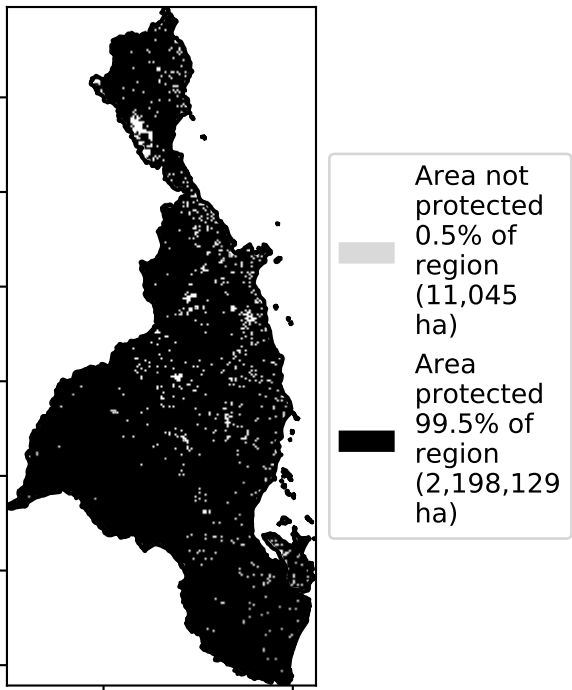 Area not
protected
0.5% of
region
(11,045
ha)
Area
protected
99.5% of
region
(2,198,129
ha)